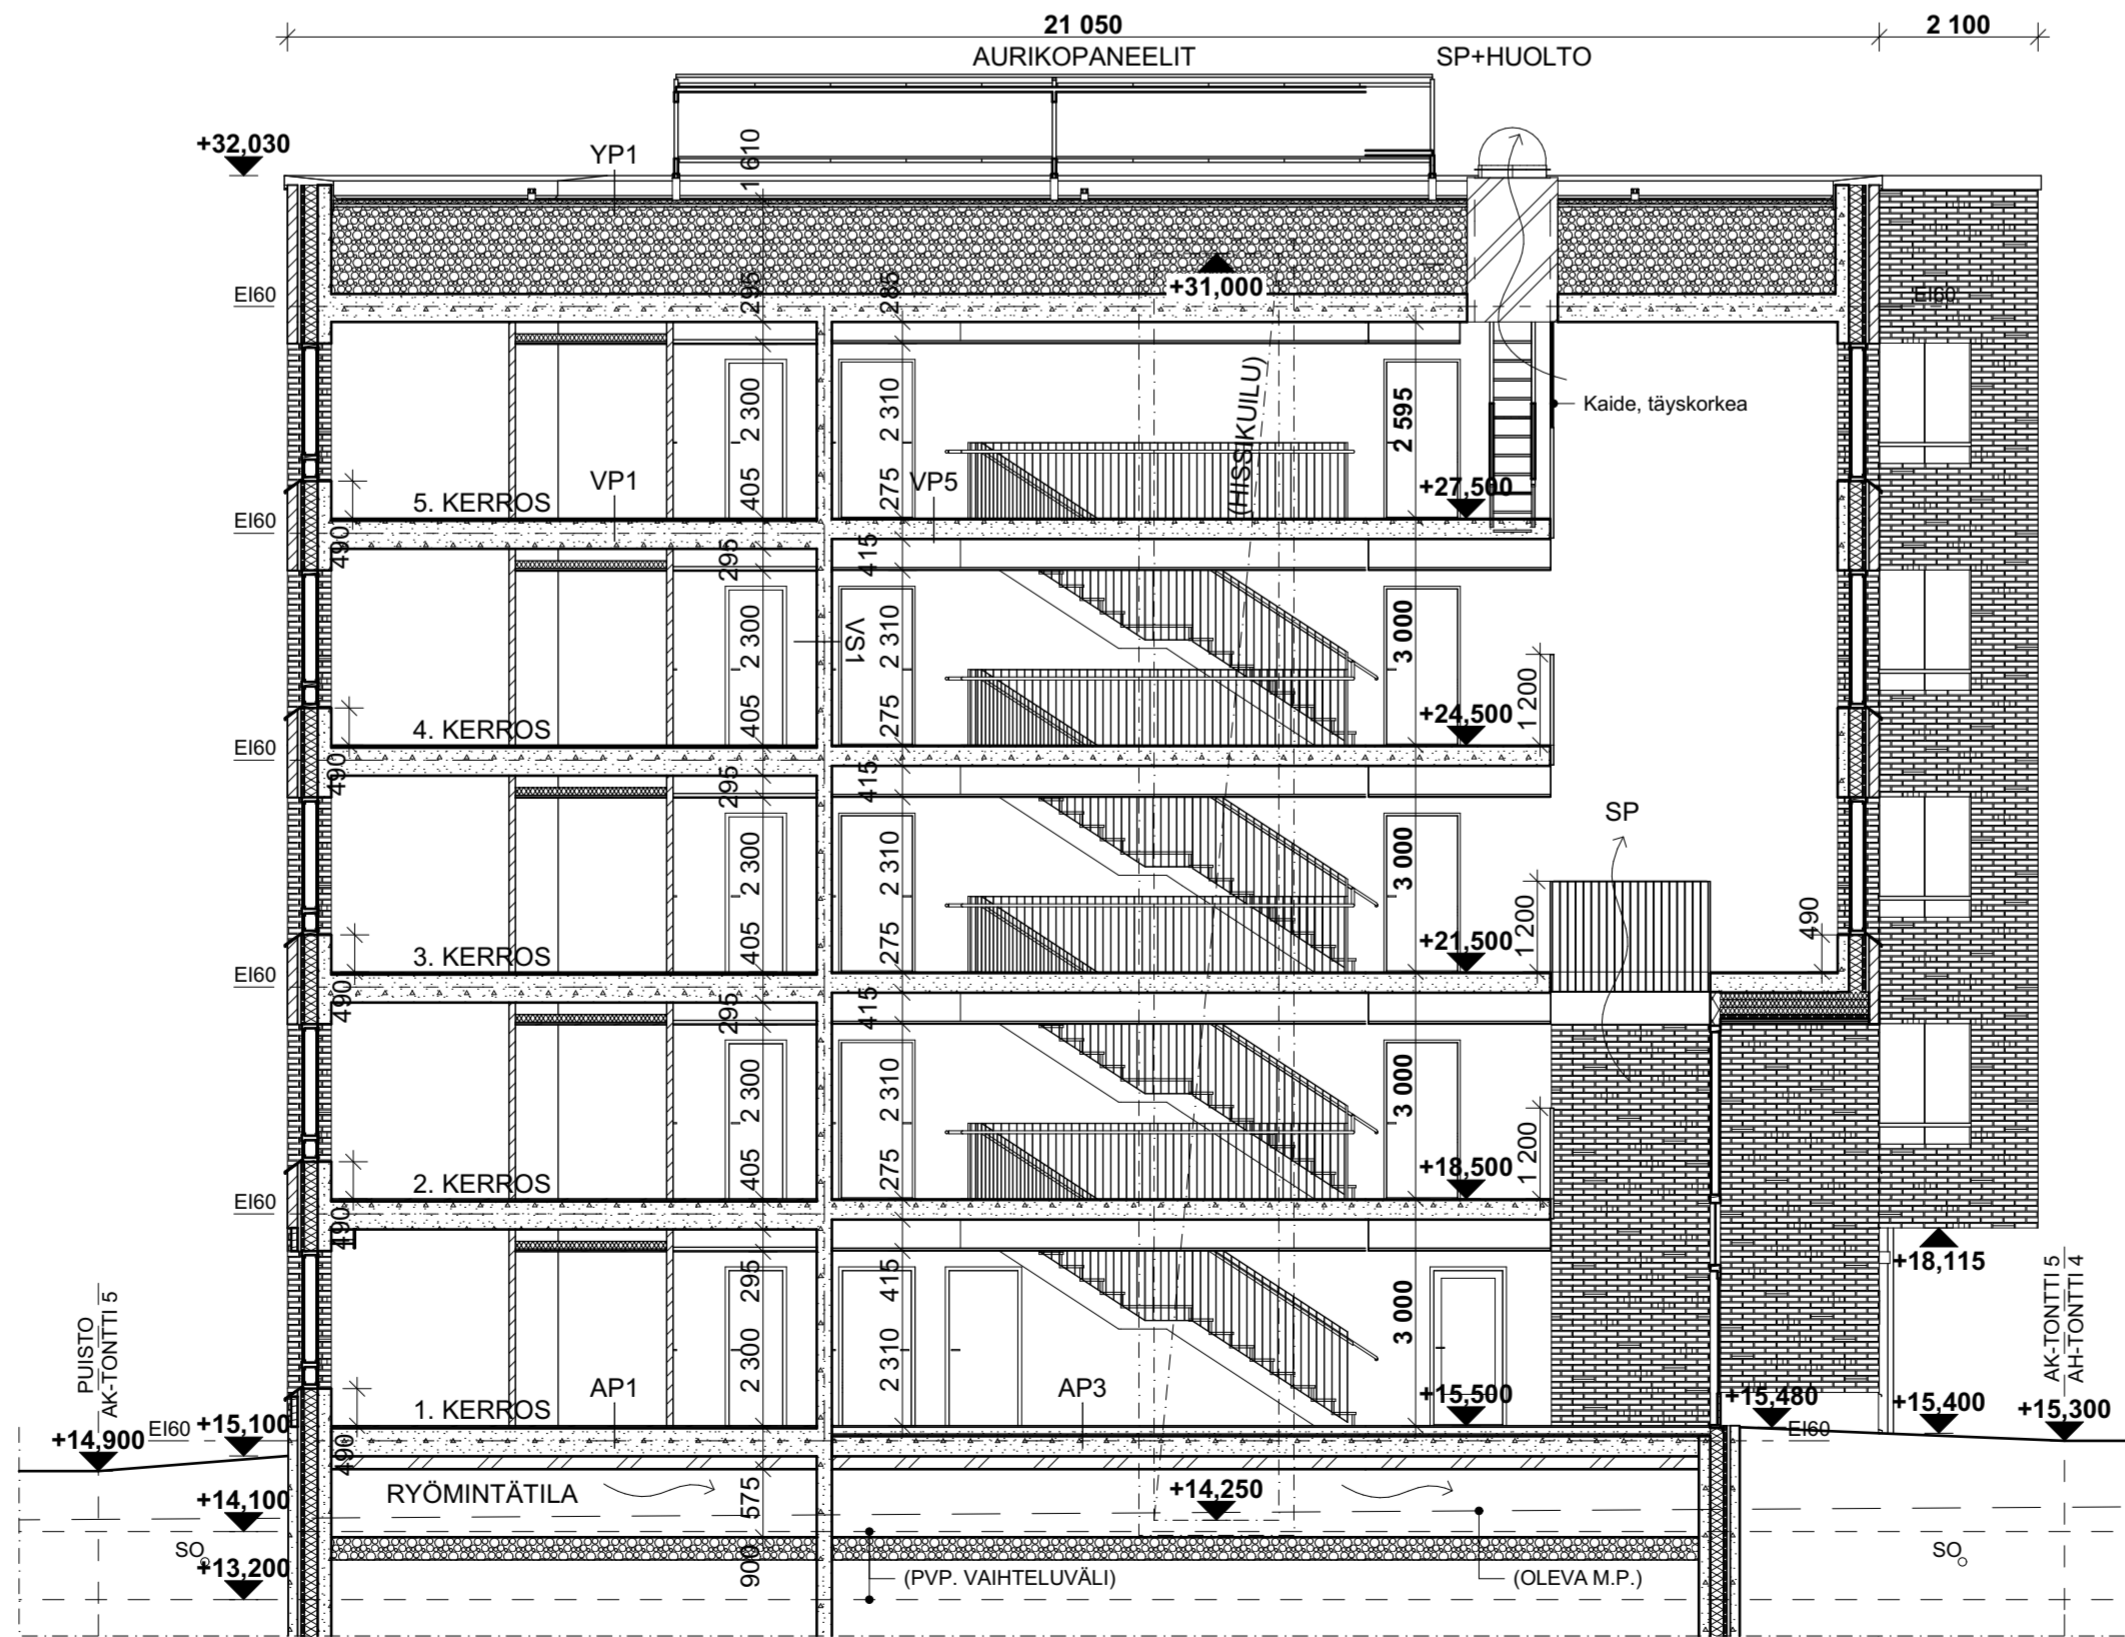 21 050
2 100
AURIKOPANEELIT
SP+HUOLTO
+32,030
YP1
1 610
EI60
295
285
+31,000
EI60
2 300
2 310
(HISSIKUILU)
2 595
Kaide, täyskorkea
5. KERROS
VP1
405
275
VP5
+27,500
EI60
490
295
415
2 300
VS1
2 310
3 000
1 200
4. KERROS
405
275
+24,500
EI60
490
295
415
SP
2 300
2 310
3 000
1 200
490
3. KERROS
405
275
+21,500
EI60
490
295
415
2 300
2 310
3 000
1 200
2. KERROS
405
275
+18,500
EI60
490
295
415
+18,115
PUISTO
AK-TONTTI 5
AK-TONTTI 5
AH-TONTTI 4
2 300
2 310
3 000
1. KERROS
AP1
AP3
+15,500
+15,480
+15,400
+15,300
EI60
+15,100
+14,900
EI60
490
RYÖMINTÄTILA
575
+14,250
+14,100
SO
+13,200
900
(PVP. VAIHTELUVÄLI)
(OLEVA M.P.)
SO